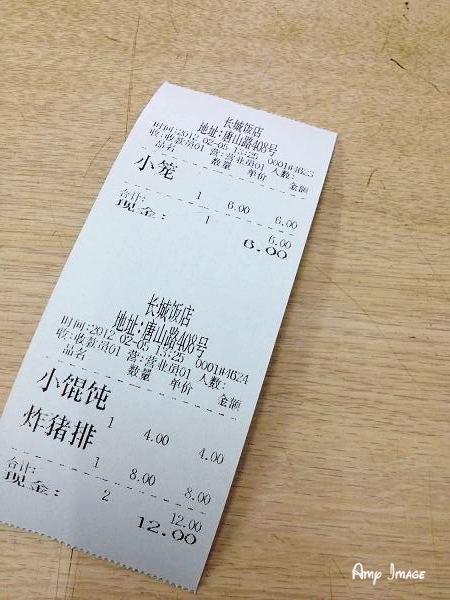 长城饭店
地址:唐山路408号
时间:2012-02-05 13:25 0001#4623
收:收款员01 营:营业员01 人数:
品名 数量 单价 金额
小笼
1 6.00 6.00
合计: 1 6.00
现金: 6.00
长城饭店
地址:唐山路408号
时间:2012-02-05 13:25 0001#4624
收:收款员01 营:营业员01 人数:
品名 数量 单价 金额
小馄饨
1 4.00 4.00
炸猪排
1 8.00 8.00
合计: 2 12.00
现金: 12.00
Amp Image